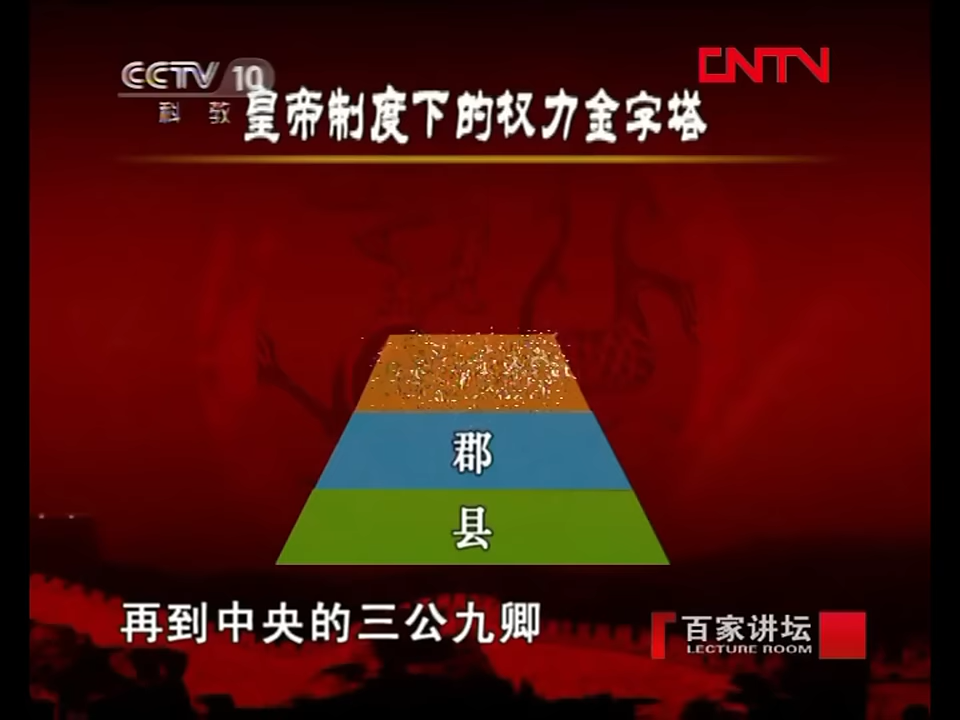 CCTV 10
科教
CNTV
皇帝制度下的权力金字塔
郡
县
再到中央的三公九卿
百家讲坛
LECTURE ROOM